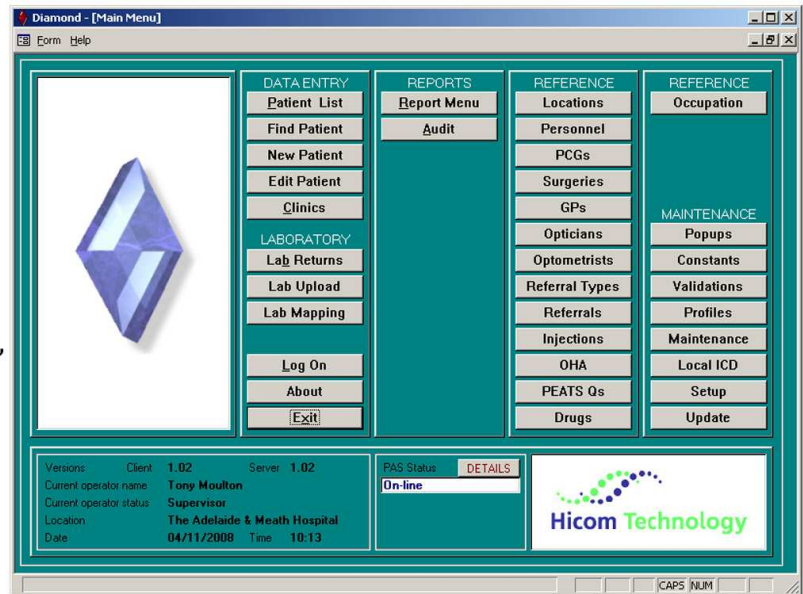 Diamond - [Main Menu]
Form Help
DATA ENTRY
Patient List
Find Patient
New Patient
Edit Patient
Clinics
LABORATORY
Lab Returns
Lab Upload
Lab Mapping
Log On
About
Exit
REPORTS
Report Menu
Audit
REFERENCE
Locations
Personnel
PCGs
Surgeries
GPs
Opticians
Optometrists
Referral Types
Referrals
Injections
OHA
PEATS Qs
Drugs
REFERENCE
Occupation
MAINTENANCE
Popups
Constants
Validations
Profiles
Maintenance
Local ICD
Setup
Update
,
Versions Client 1.02 Server 1.02
Current operator name Tony Moulton
Current operator status Supervisor
Location The Adelaide & Meath Hospital
Date 04/11/2008 Time 10:13
PAS Status DETAILS
On-line
Hicom Technology
CAPS NUM